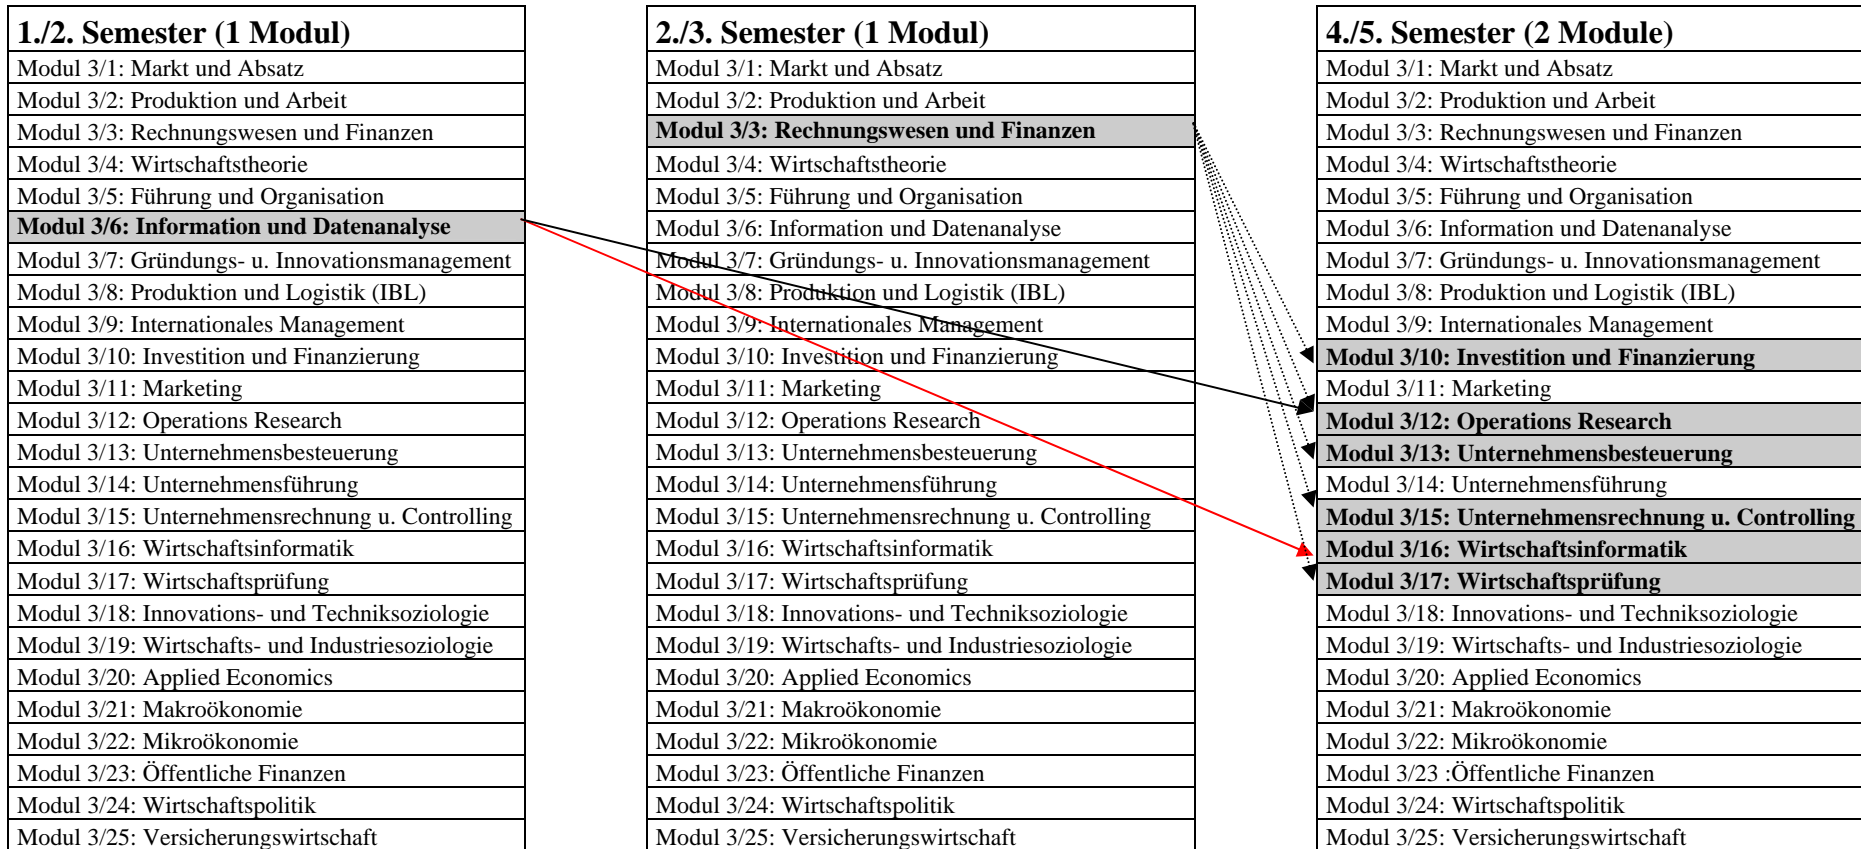 1./2. Semester (1 Modul)
Modul 3/1: Markt und Absatz
Modul 3/2: Produktion und Arbeit
Modul 3/3: Rechnungswesen und Finanzen
Modul 3/4: Wirtschaftstheorie
Modul 3/5: Führung und Organisation
Modul 3/6: Information und Datenanalyse
Modul 3/7: Gründungs- u. Innovationsmanagement
Modul 3/8: Produktion und Logistik (IBL)
Modul 3/9: Internationales Management
Modul 3/10: Investition und Finanzierung
Modul 3/11: Marketing
Modul 3/12: Operations Research
Modul 3/13: Unternehmensbesteuerung
Modul 3/14: Unternehmensführung
Modul 3/15: Unternehmensrechnung u. Controlling
Modul 3/16: Wirtschaftsinformatik
Modul 3/17: Wirtschaftsprüfung
Modul 3/18: Innovations- und Techniksoziologie
Modul 3/19: Wirtschafts- und Industriesoziologie
Modul 3/20: Applied Economics
Modul 3/21: Makroökonomie
Modul 3/22: Mikroökonomie
Modul 3/23: Öffentliche Finanzen
Modul 3/24: Wirtschaftspolitik
Modul 3/25: Versicherungswirtschaft
2./3. Semester (1 Modul)
Modul 3/1: Markt und Absatz
Modul 3/2: Produktion und Arbeit
Modul 3/3: Rechnungswesen und Finanzen
Modul 3/4: Wirtschaftstheorie
Modul 3/5: Führung und Organisation
Modul 3/6: Information und Datenanalyse
Modul 3/7: Gründungs- u. Innovationsmanagement
Modul 3/8: Produktion und Logistik (IBL)
Modul 3/9: Internationales Management
Modul 3/10: Investition und Finanzierung
Modul 3/11: Marketing
Modul 3/12: Operations Research
Modul 3/13: Unternehmensbesteuerung
Modul 3/14: Unternehmensführung
Modul 3/15: Unternehmensrechnung u. Controlling
Modul 3/16: Wirtschaftsinformatik
Modul 3/17: Wirtschaftsprüfung
Modul 3/18: Innovations- und Techniksoziologie
Modul 3/19: Wirtschafts- und Industriesoziologie
Modul 3/20: Applied Economics
Modul 3/21: Makroökonomie
Modul 3/22: Mikroökonomie
Modul 3/23: Öffentliche Finanzen
Modul 3/24: Wirtschaftspolitik
Modul 3/25: Versicherungswirtschaft
4./5. Semester (2 Module)
Modul 3/1: Markt und Absatz
Modul 3/2: Produktion und Arbeit
Modul 3/3: Rechnungswesen und Finanzen
Modul 3/4: Wirtschaftstheorie
Modul 3/5: Führung und Organisation
Modul 3/6: Information und Datenanalyse
Modul 3/7: Gründungs- u. Innovationsmanagement
Modul 3/8: Produktion und Logistik (IBL)
Modul 3/9: Internationales Management
Modul 3/10: Investition und Finanzierung
Modul 3/11: Marketing
Modul 3/12: Operations Research
Modul 3/13: Unternehmensbesteuerung
Modul 3/14: Unternehmensführung
Modul 3/15: Unternehmensrechnung u. Controlling
Modul 3/16: Wirtschaftsinformatik
Modul 3/17: Wirtschaftsprüfung
Modul 3/18: Innovations- und Techniksoziologie
Modul 3/19: Wirtschafts- und Industriesoziologie
Modul 3/20: Applied Economics
Modul 3/21: Makroökonomie
Modul 3/22: Mikroökonomie
Modul 3/23 :Öffentliche Finanzen
Modul 3/24: Wirtschaftspolitik
Modul 3/25: Versicherungswirtschaft